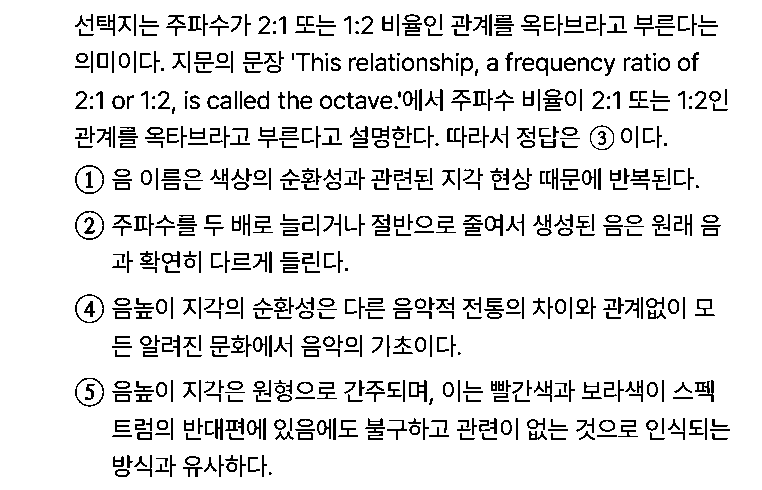 선택지는 주파수가 2:1 또는 1:2 비율인 관계를 옥타브라고 부른다는
의미이다. 지문의 문장 'This relationship, a frequency ratio of
2:1 or 1:2, is called the octave.'에서 주파수 비율이 2:1 또는 1:2인
관계를 옥타브라고 부른다고 설명한다. 따라서 정답은 ③이다.
① 음 이름은 색상의 순환성과 관련된 지각 현상 때문에 반복된다.
② 주파수를 두 배로 늘리거나 절반으로 줄여서 생성된 음은 원래 음
과 확연히 다르게 들린다.
④ 음높이 지각의 순환성은 다른 음악적 전통의 차이와 관계없이 모
든 알려진 문화에서 음악의 기초이다.
⑤ 음높이 지각은 원형으로 간주되며, 이는 빨간색과 보라색이 스펙
트럼의 반대편에 있음에도 불구하고 관련이 없는 것으로 인식되는
방식과 유사하다.